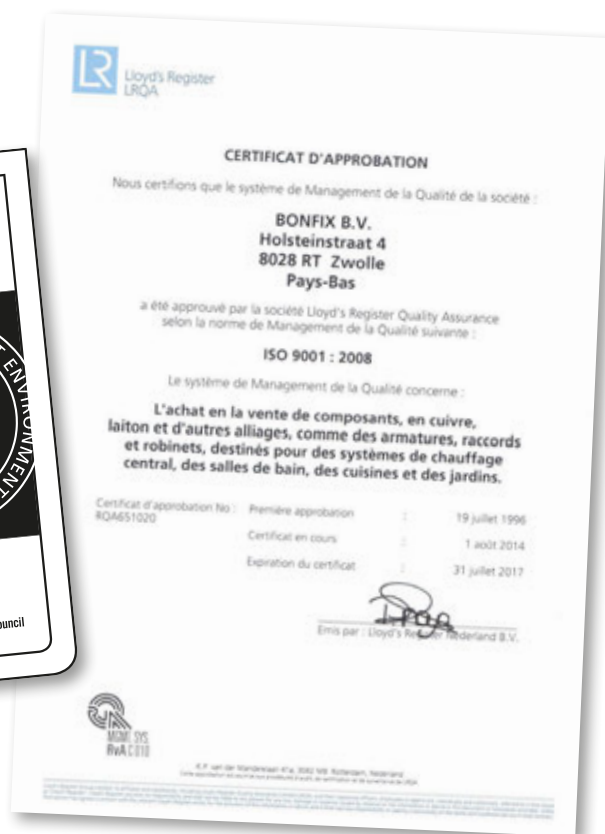 LR
Lloyd's Register
LRQA
CERTIFICAT D'APPROBATION
Nous certifions que le système de Management de la Qualité de la société :
BONFIX B.V.
Holsteinstraat 4
8028 RT Zwolle
Pays-Bas
a été approuvé par la société Lloyd's Register Quality Assurance
selon la norme de Management de la Qualité suivante :
ISO 9001 : 2008
Le système de Management de la Qualité concerne :
L'achat en la vente de composants, en cuivre,
laiton et d'autres alliages, comme des armatures, raccords
et robinets, destinés pour des systèmes de chauffage
central, des salles de bain, des cuisines et des jardins.
Certificat d'approbation No : Première approbation : 19 juillet 1996
RQA651020
Certificat en cours : 1 août 2014
Expiration du certificat : 31 juillet 2017
Emis par : Lloyd's Register Nederland B.V.
MGMT. SYS.
RvA C 010
ENVIRONMENT